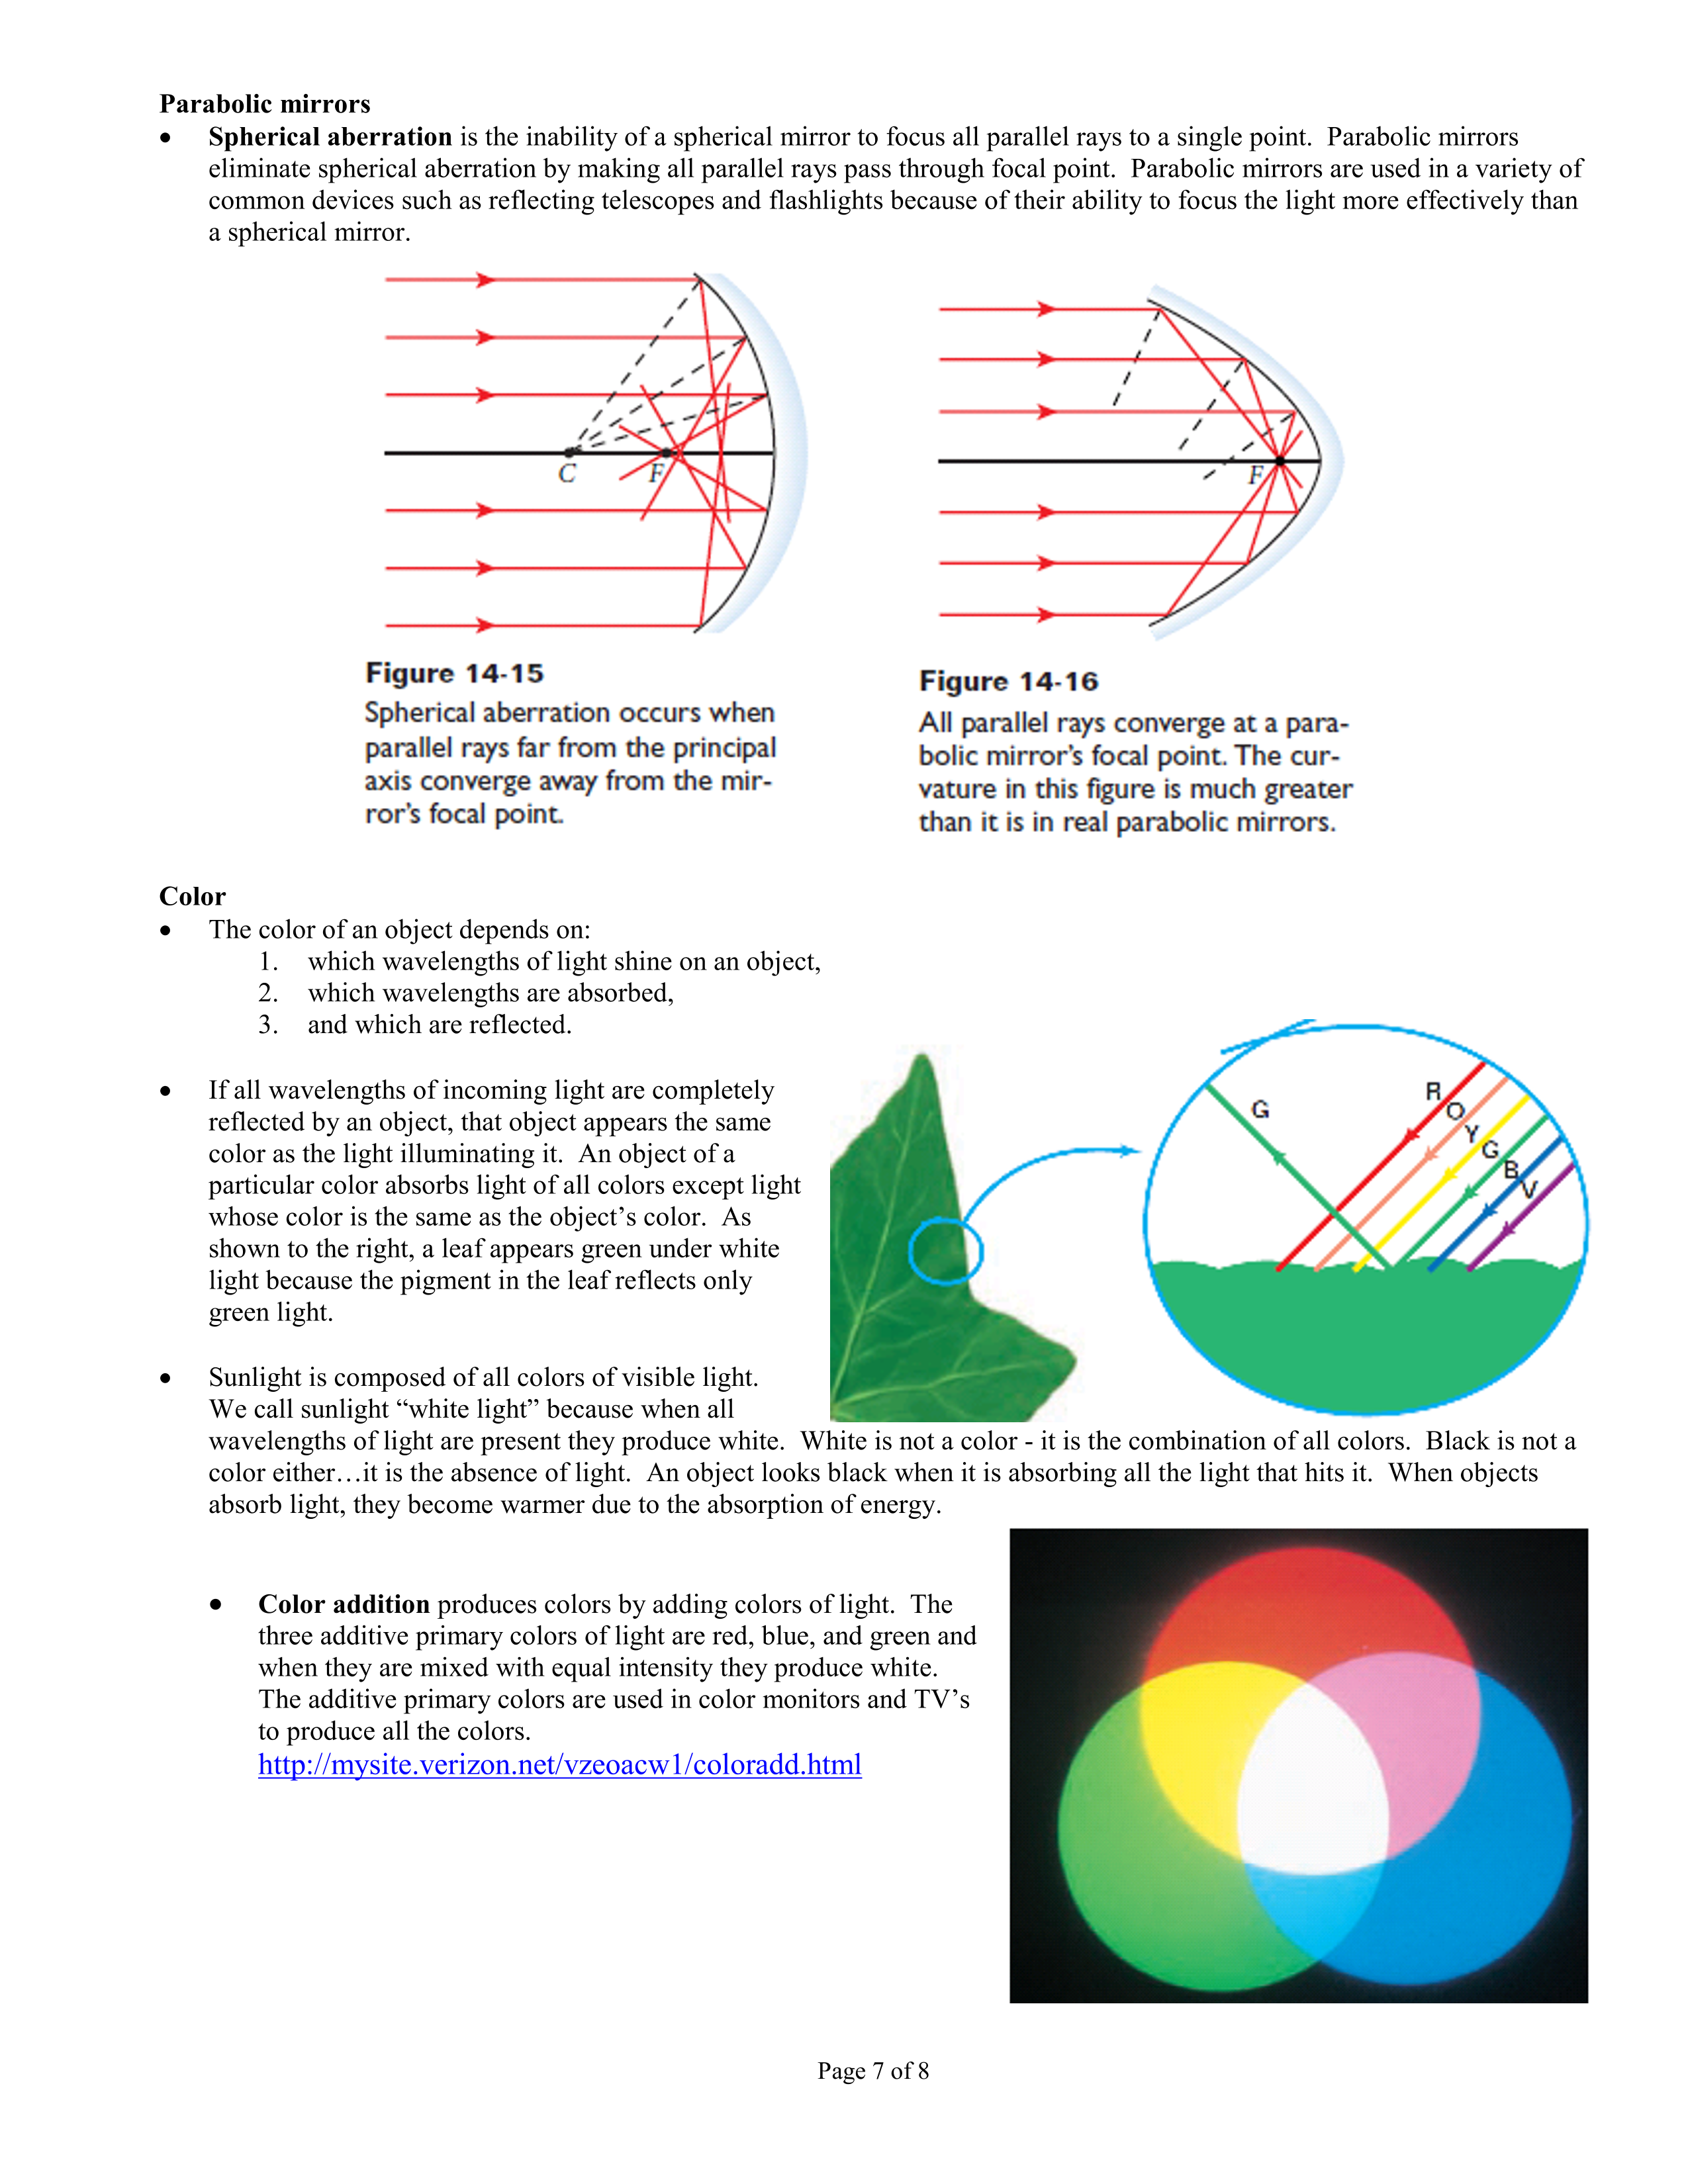 Parabolic mirrors
• Spherical aberration is the inability of a spherical mirror to focus all parallel rays to a single point.  Parabolic mirrors
eliminate spherical aberration by making all parallel rays pass through focal point.  Parabolic mirrors are used in a variety of
common devices such as reflecting telescopes and flashlights because of their ability to focus the light more effectively than
a spherical mirror.
C
F
F
Figure 14-15
Spherical aberration occurs when
parallel rays far from the principal
axis converge away from the mir-
ror's focal point.
Figure 14-16
All parallel rays converge at a para-
bolic mirror's focal point. The cur-
vature in this figure is much greater
than it is in real parabolic mirrors.
Color
• The color of an object depends on:
1. which wavelengths of light shine on an object,
2. which wavelengths are absorbed,
3. and which are reflected.
• If all wavelengths of incoming light are completely
reflected by an object, that object appears the same
color as the light illuminating it.  An object of a
particular color absorbs light of all colors except light
whose color is the same as the object's color.  As
shown to the right, a leaf appears green under white
light because the pigment in the leaf reflects only
green light.
G
R
O
Y
G
B
V
• Sunlight is composed of all colors of visible light.
We call sunlight “white light” because when all
wavelengths of light are present they produce white.  White is not a color - it is the combination of all colors.  Black is not a
color either…it is the absence of light.  An object looks black when it is absorbing all the light that hits it.  When objects
absorb light, they become warmer due to the absorption of energy.
• Color addition produces colors by adding colors of light.  The
three additive primary colors of light are red, blue, and green and
when they are mixed with equal intensity they produce white.
The additive primary colors are used in color monitors and TV's
to produce all the colors.
http://mysite.verizon.net/vzeoacw1/coloradd.html
Page 7 of 8